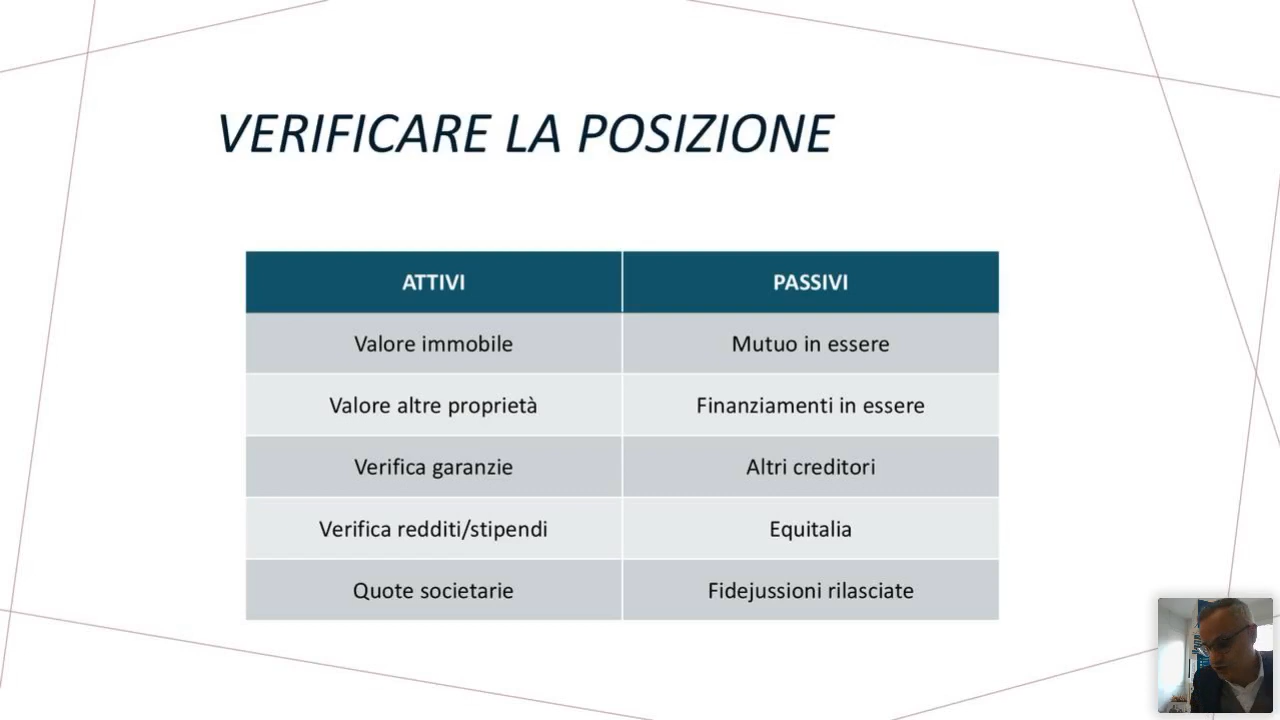 VERIFICARE LA POSIZIONE
ATTIVI PASSIVI
Valore immobile Mutuo in essere
Valore altre proprietà Finanziamenti in essere
Verifica garanzie Altri creditori
Verifica redditi/stipendi Equitalia
Quote societarie Fidejussioni rilasciate